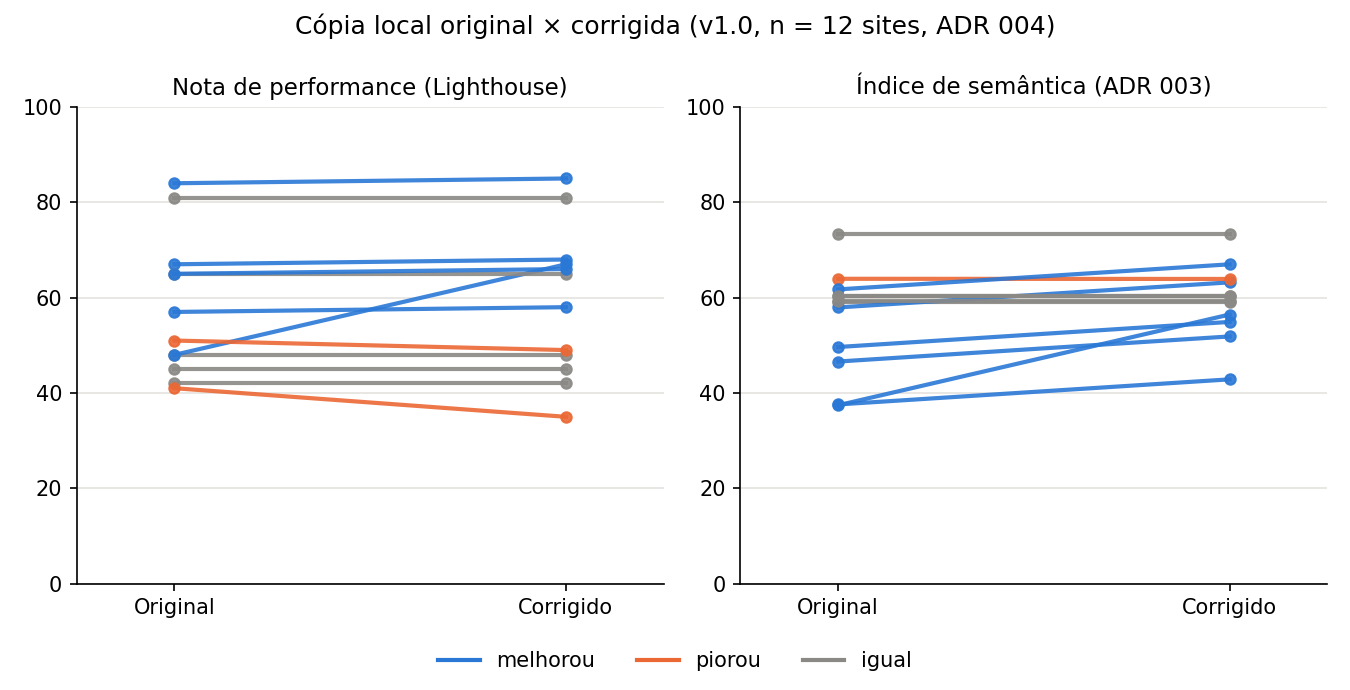 Cópia local original × corrigida (v1.0, n = 12 sites, ADR 004)
Nota de performance (Lighthouse)
100
80
60
40
20
0
Original
Corrigido
Índice de semântica (ADR 003)
100
80
60
40
20
0
Original
Corrigido
melhorou
piorou
igual